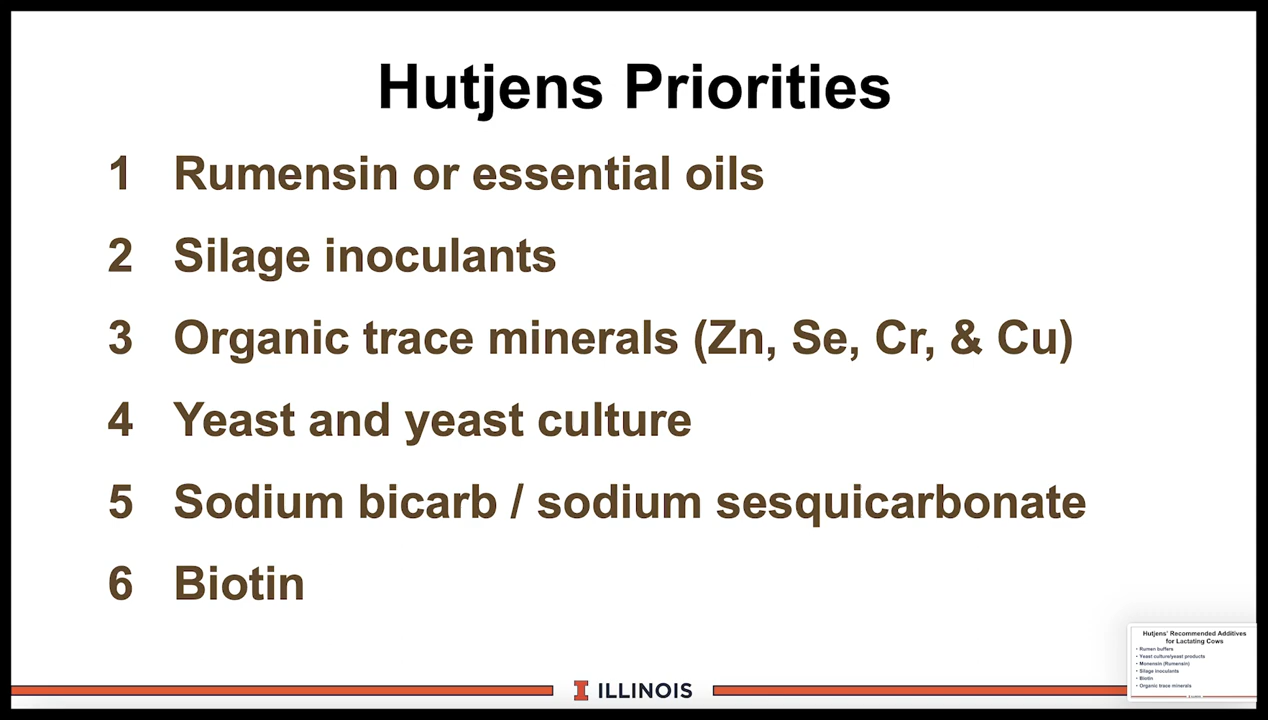 Hutjens Priorities
1 Rumensin or essential oils
2 Silage inoculants
3 Organic trace minerals (Zn, Se, Cr, & Cu)
4 Yeast and yeast culture
5 Sodium bicarb / sodium sesquicarbonate
6 Biotin
I ILLINOIS
Hutjens' Recommended Additives
for Lactating Cows
• Rumen buffers
• Yeast culture/yeast products
• Monensin (Rumensin)
• Silage inoculants
• Biotin
• Organic trace minerals